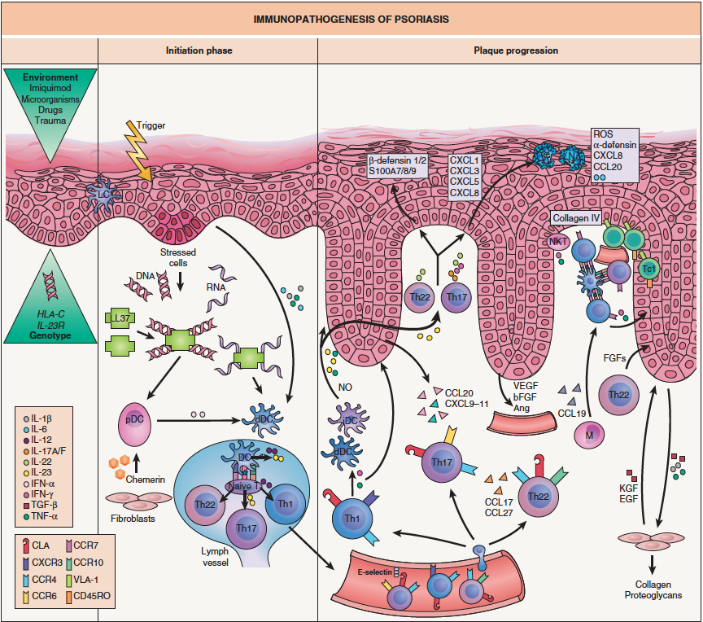 IMMUNOPATHOGENESIS OF PSORIASIS
Initiation phase
Plaque progression
Environment
Imiquimod
Microorganisms
Drugs
Trauma
HLA-C
IL-23R
Genotype
Trigger
LC
Stressed
cells
DNA
RNA
LL37
pDC
dDC
Chemerin
Fibroblasts
DC
Naive T
Th22
Th17
Th1
Lymph
vessel
IL-1β
IL-6
IL-12
IL-17A/F
IL-22
IL-23
IFN-α
IFN-γ
TGF-β
TNF-α
CLA
CXCR3
CCR4
CCR6
CCR7
CCR10
VLA-1
CD45RO
β-defensin 1/2
S100A7/8/9
CXCL1
CXCL3
CXCL5
CXCL8
ROS
α-defensin
CXCL8
CCL20
Collagen IV
NKT
Tc1
Th22
Th17
NO
DC
dDC
CCL20
CXCL9–11
VEGF
bFGF
Ang
CCL19
M
FGFs
Th22
Th17
Th1
CCL17
CCL27
Th22
KGF
EGF
E-selectin
Collagen
Proteoglycans